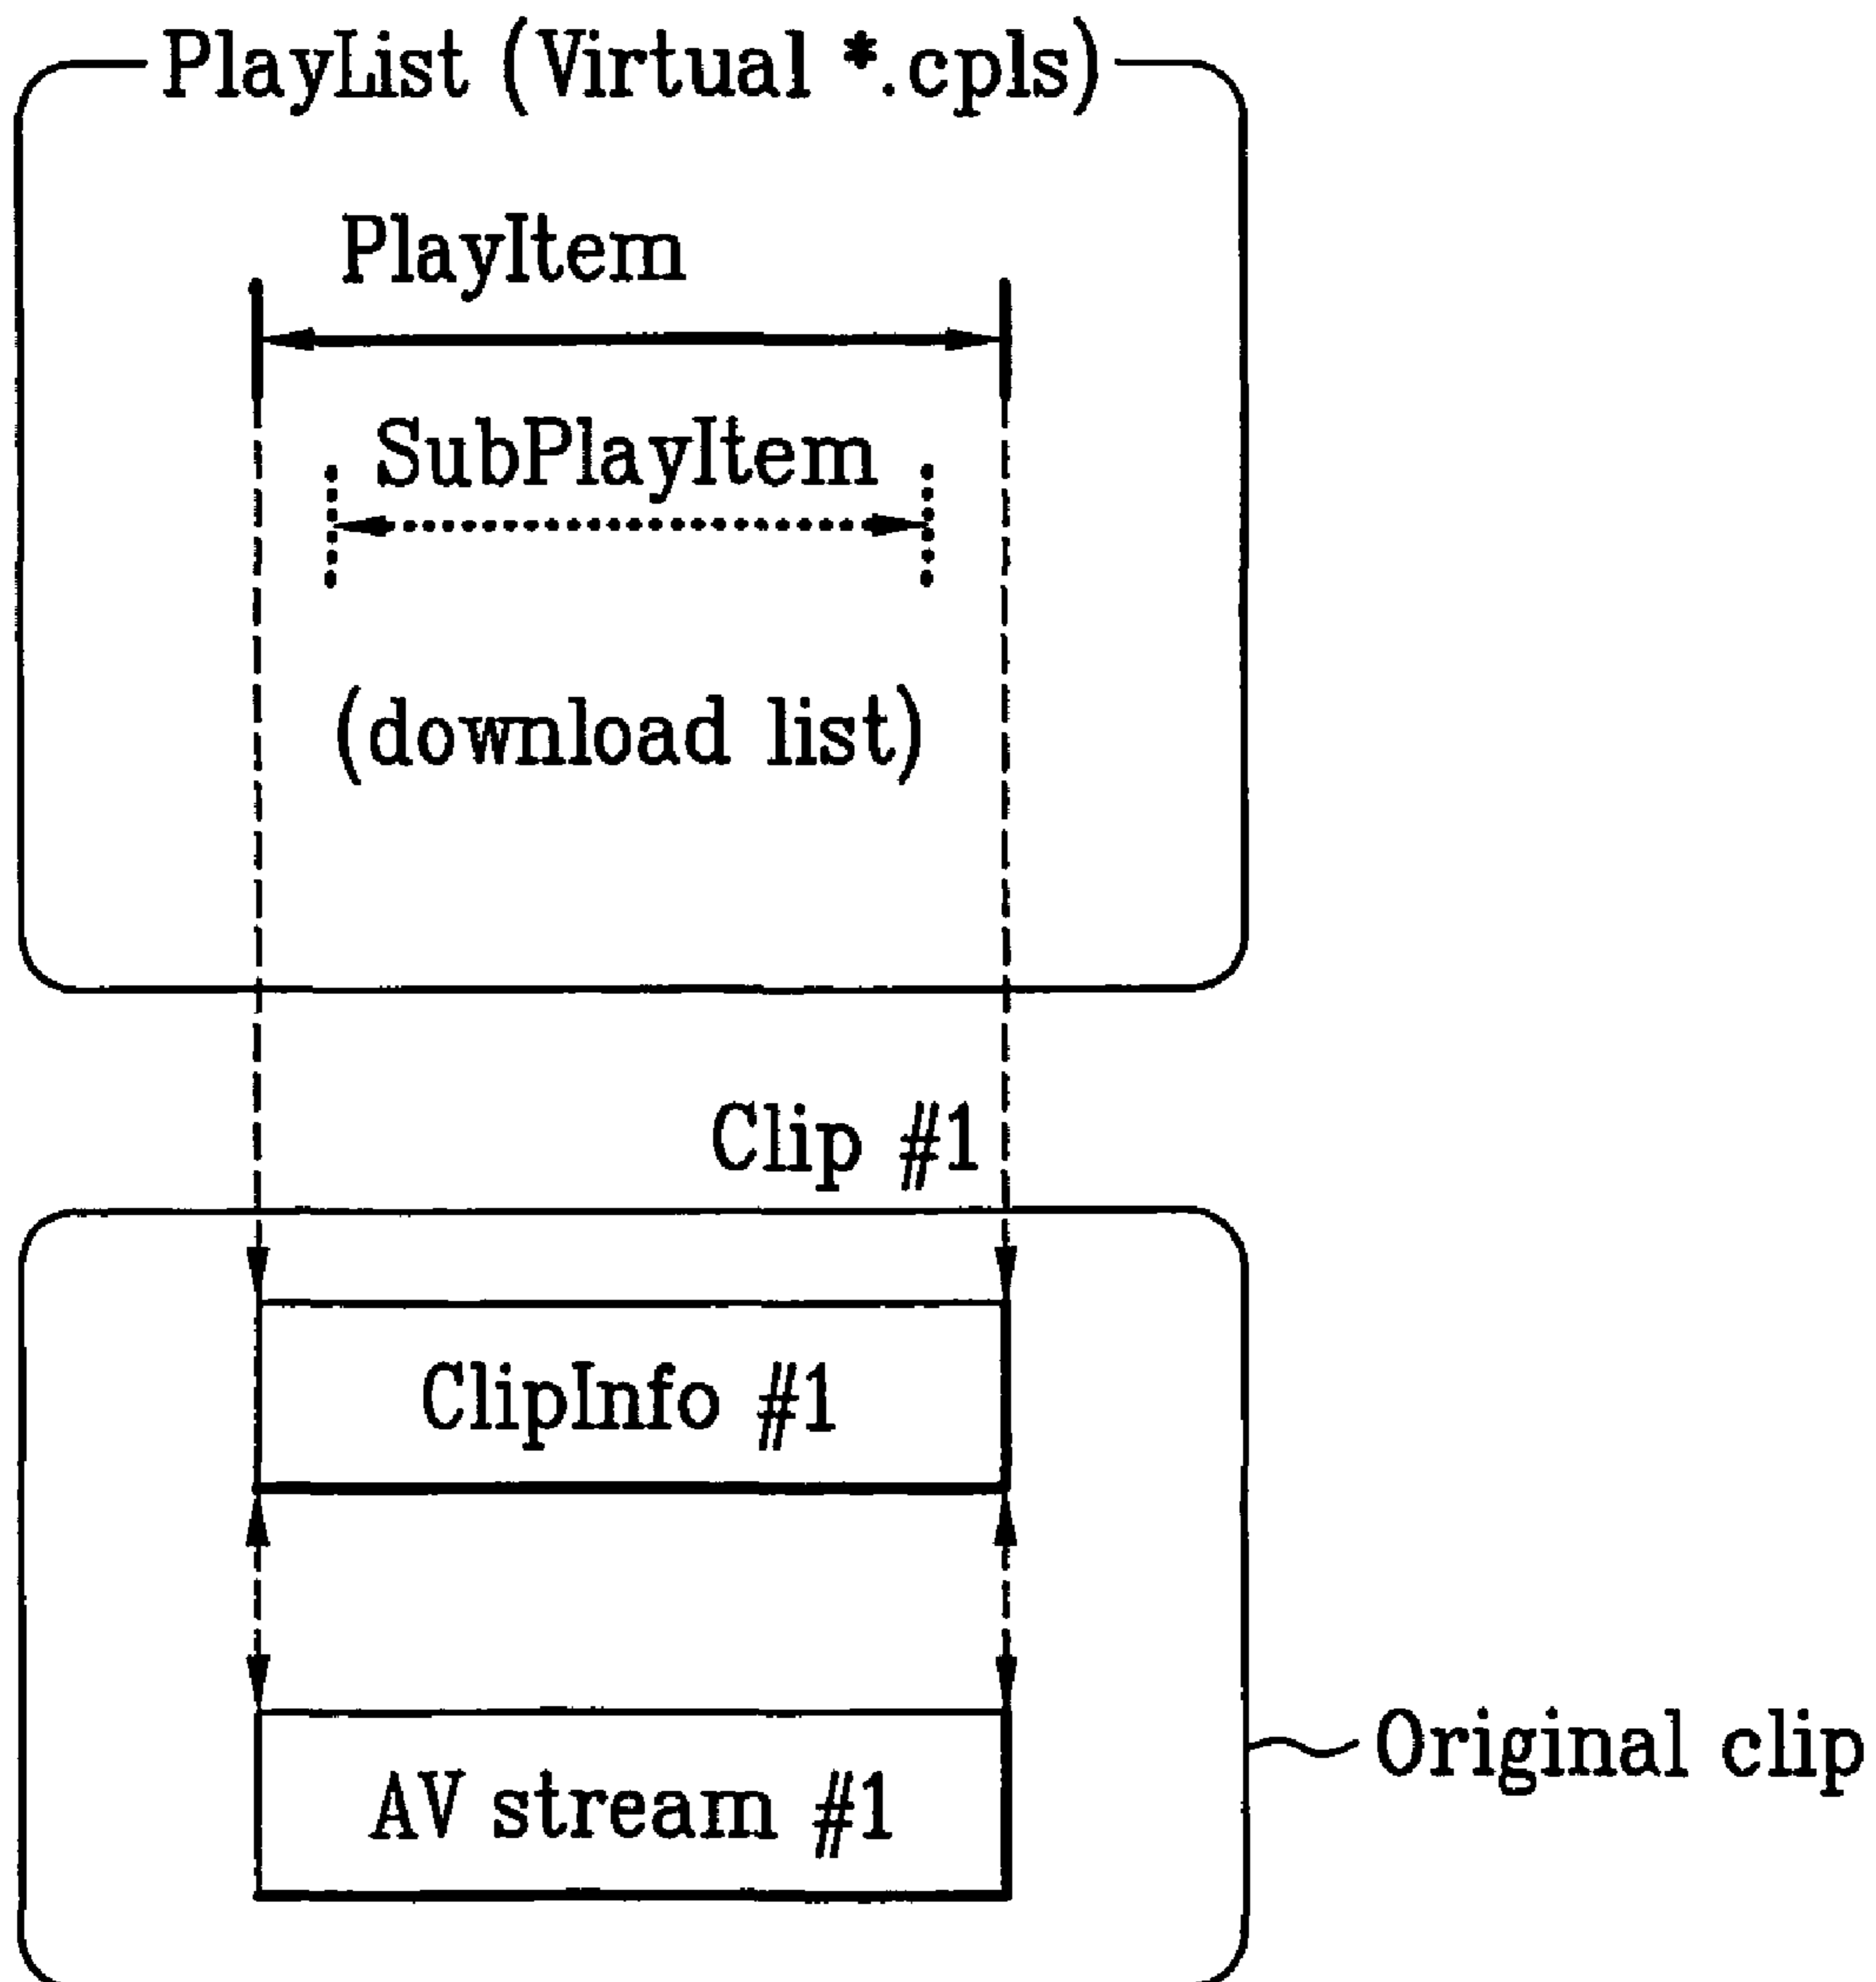 PlayList (Virtual *.cpls)
PlayItem
SubPlayItem
(download list)
Clip #1
ClipInfo #1
AV stream #1
Original clip